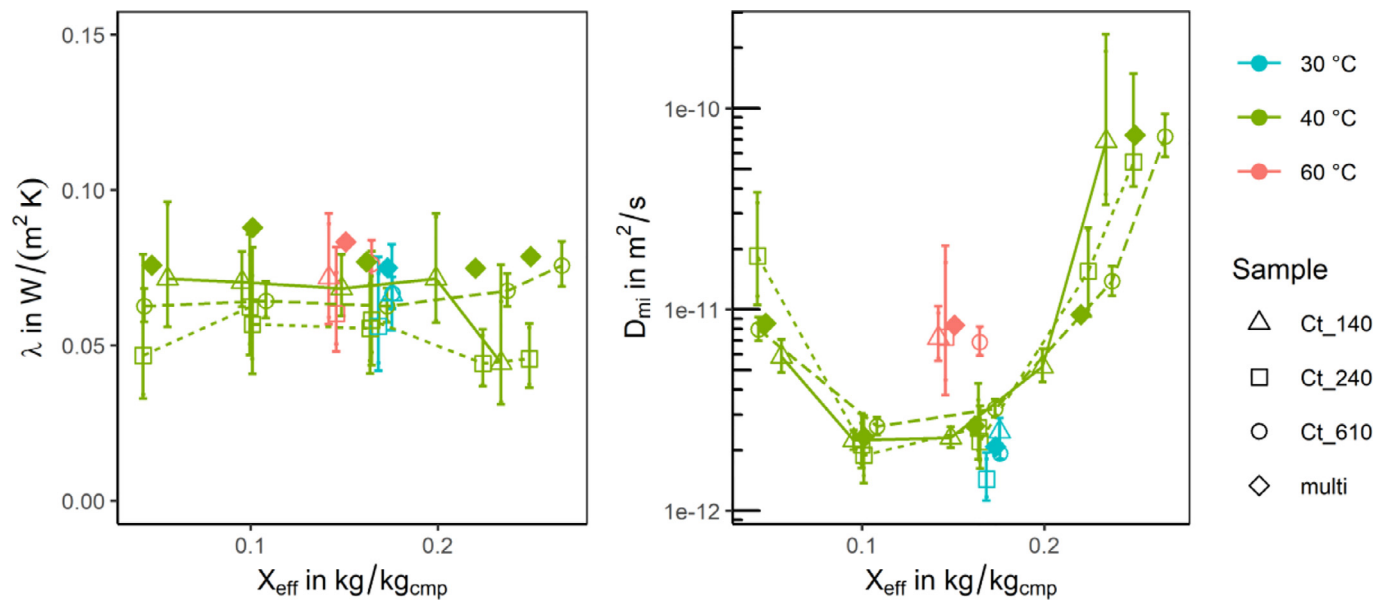 λ in W/(m² K)
0.15
0.10
0.05
0.00
0.1 0.2
X_eff in kg/kg_cmp
D_mi in m²/s
1e-10
1e-11
1e-12
0.1 0.2
X_eff in kg/kg_cmp
30 °C
40 °C
60 °C
Sample
Ct_140
Ct_240
Ct_610
multi